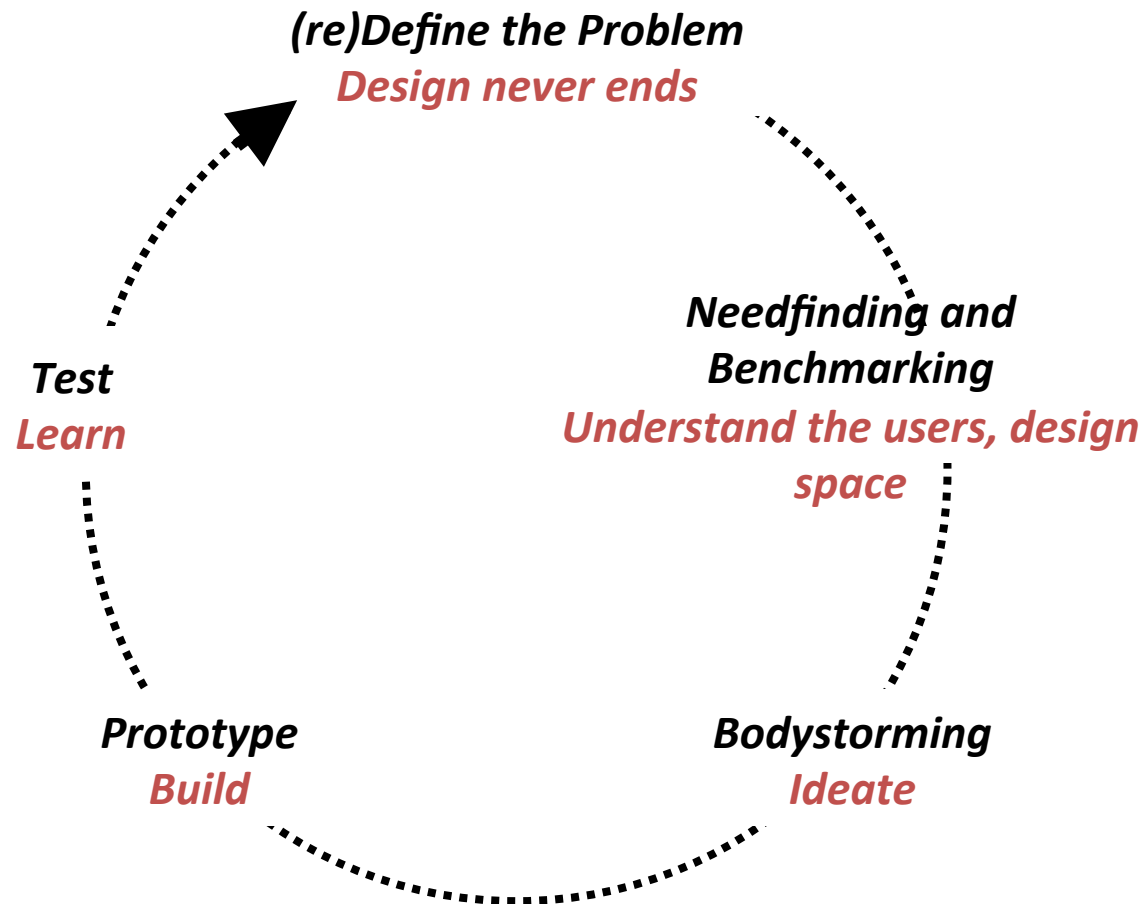 (re)Define the Problem
Design never ends
Needfinding and
Benchmarking
Understand the users, design
space
Bodystorming
Ideate
Prototype
Build
Test
Learn